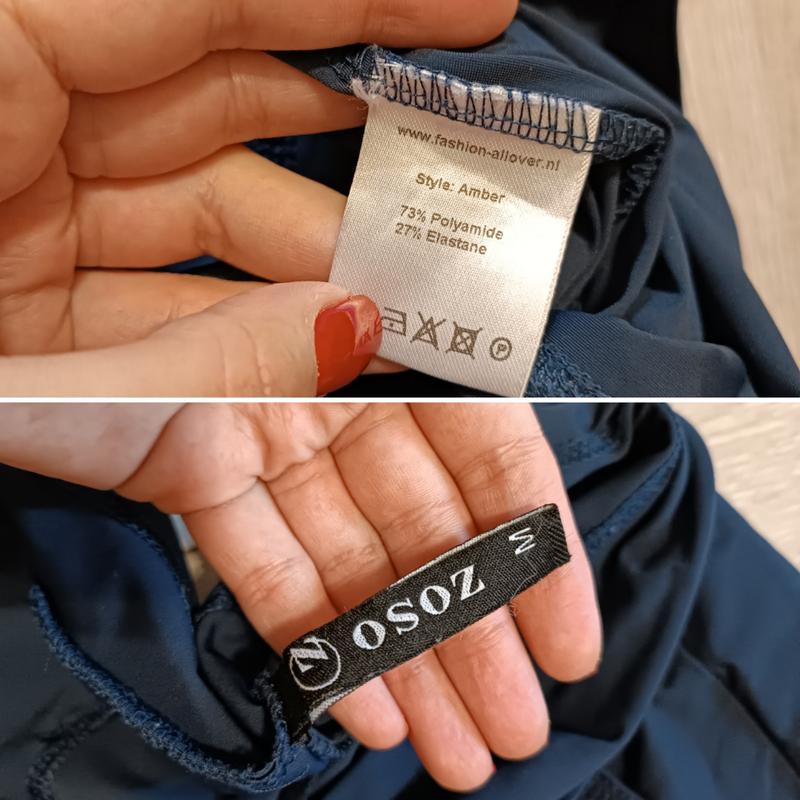 www.fashion-allover.nl
Style: Amber
73% Polyamide
27% Elastane
P
N ZOSO M